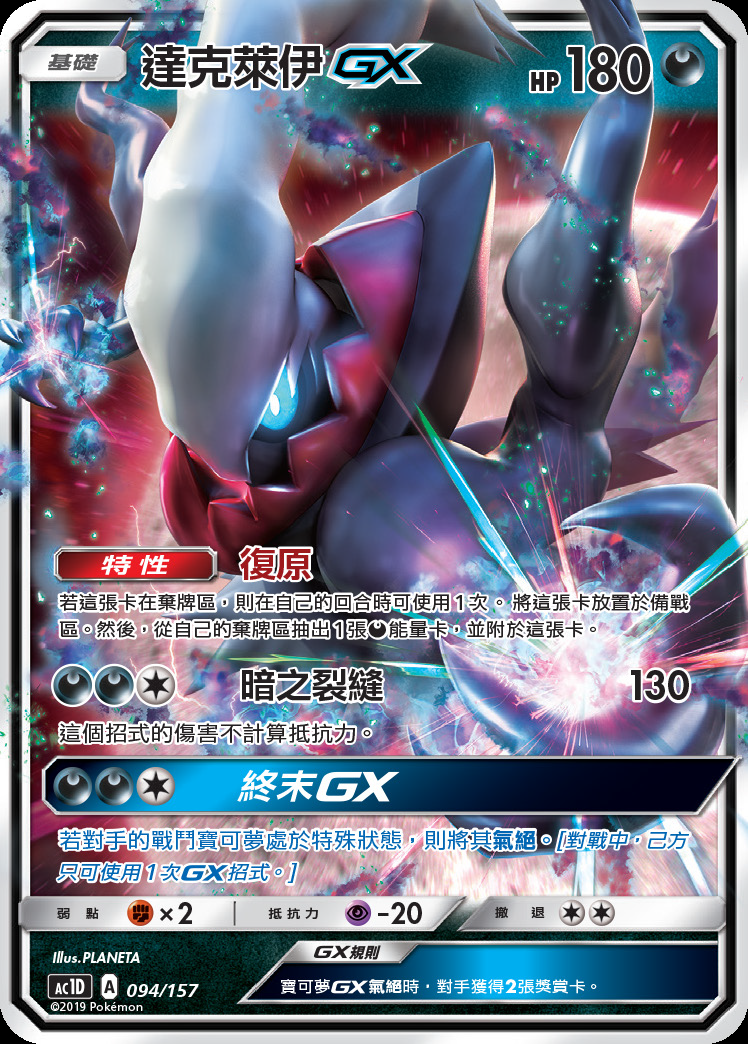 基礎 達克萊伊GX HP 180
特性 復原
若這張卡在棄牌區，則在自己的回合時可使用1次。將這張卡放置於備戰
區。然後，從自己的棄牌區抽出1張能量卡，並附於這張卡。
暗之裂縫 130
這個招式的傷害不計算抵抗力。
終末GX
若對手的戰鬥寶可夢處於特殊狀態，則將其氣絕。[對戰中，己方
只可使用1次GX招式。]
弱點 ×2 抵抗力 -20 撤退
Illus. PLANETA
GX規則
AC1D A 094/157
寶可夢GX氣絕時，對手獲得2張獎賞卡。
©2019 Pokémon